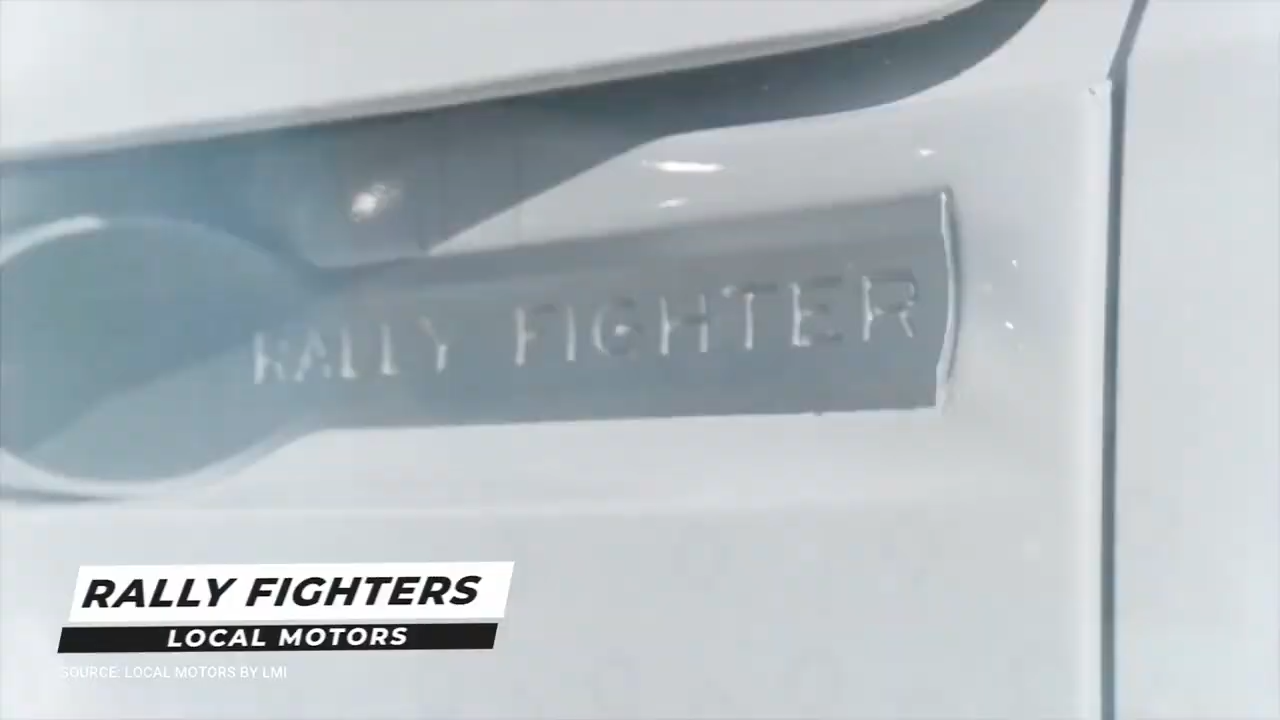 RALLY FIGHTER
RALLY FIGHTERS
LOCAL MOTORS
SOURCE: LOCAL MOTORS BY LMI